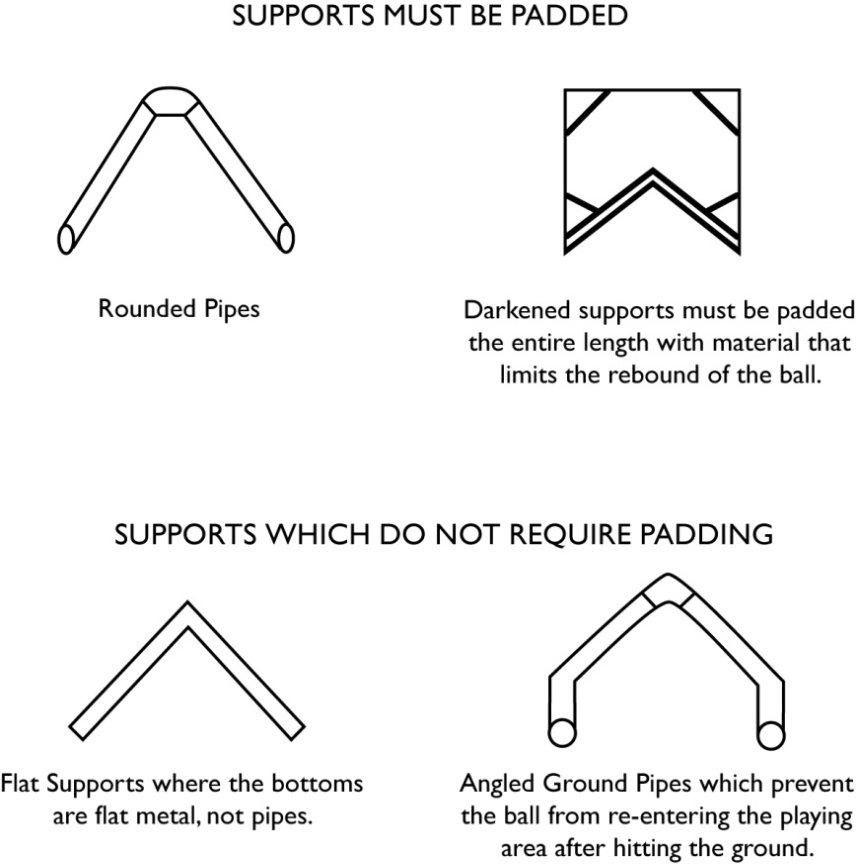 SUPPORTS MUST BE PADDED
Rounded Pipes
Darkened supports must be padded
the entire length with material that
limits the rebound of the ball.
SUPPORTS WHICH DO NOT REQUIRE PADDING
Flat Supports where the bottoms
are flat metal, not pipes.
Angled Ground Pipes which prevent
the ball from re-entering the playing
area after hitting the ground.